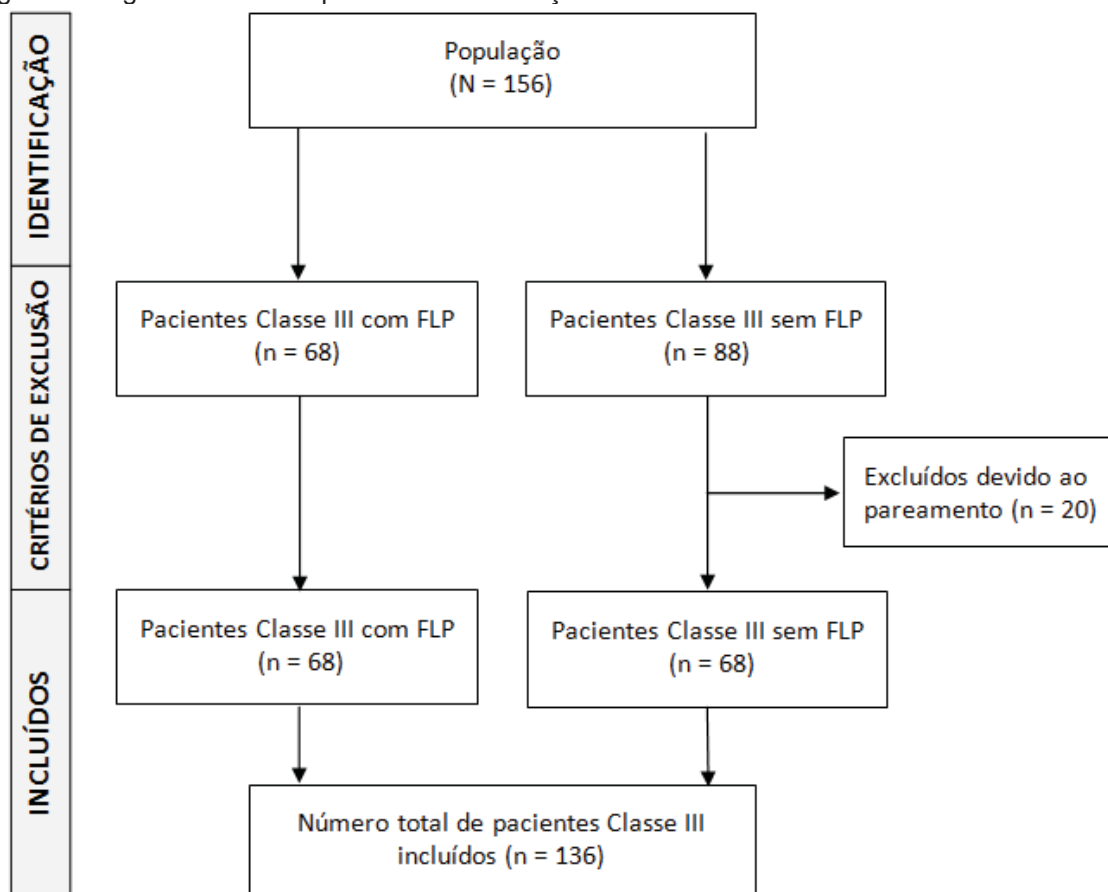 IDENTIFICAÇÃO
População
(N = 156)
CRITÉRIOS DE EXCLUSÃO
Pacientes Classe III com FLP
(n = 68)
Pacientes Classe III sem FLP
(n = 88)
Excluídos devido ao
pareamento (n = 20)
INCLUÍDOS
Pacientes Classe III com FLP
(n = 68)
Pacientes Classe III sem FLP
(n = 68)
Número total de pacientes Classe III
incluídos (n = 136)